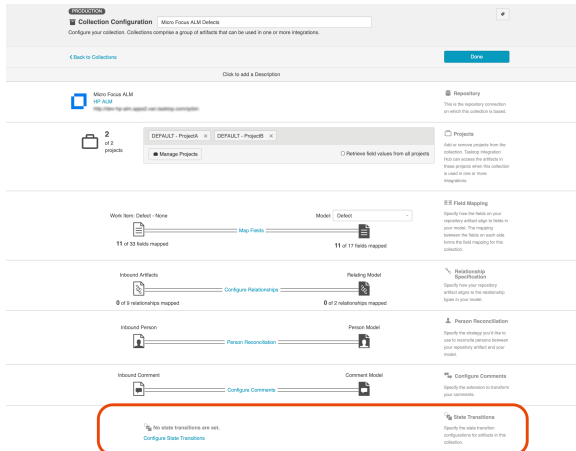 PRODUCTION
Collection Configuration Micro Focus ALM Defects
Configure your collection. Collections comprise a group of artifacts that can be used in one or more integrations.
Back to Collections
Done
Click to add a Description
Micro Focus ALM
HP ALM
Repository
This is the repository connection
on which this collection is based.
2
of 2
projects
DEFAULT - ProjectA ×
DEFAULT - ProjectB ×
Manage Projects
Retrieve field values from all projects
Projects
Add or remove projects from the
collection. Tasktop Integration
Hub can access the artifacts in
these projects when this collection
is used in one or more
integrations.
Work Item: Defect - None
Model Defect
Map Fields
11 of 33 fields mapped
11 of 17 fields mapped
Field Mapping
Specify how the fields on your
repository artifact align to fields in
your model. The mapping
between the fields on each side
forms the field mapping for this
collection.
Inbound Artifacts
Relating Model
Configure Relationships
0 of 9 relationships mapped
0 of 2 relationships mapped
Relationship
Specification
Specify how your repository
artifact aligns to the relationship
types in your model.
Inbound Person
Person Model
Person Reconciliation
Person Reconciliation
Specify the strategy you'd like to
use to reconcile persons between
your repository artifact and your
model.
Inbound Comment
Comment Model
Configure Comments
Configure Comments
Specify the extension to transform
your comments.
No state transitions are set.
Configure State Transitions
State Transitions
Specify the state transition
configurations for artifacts in this
collection.